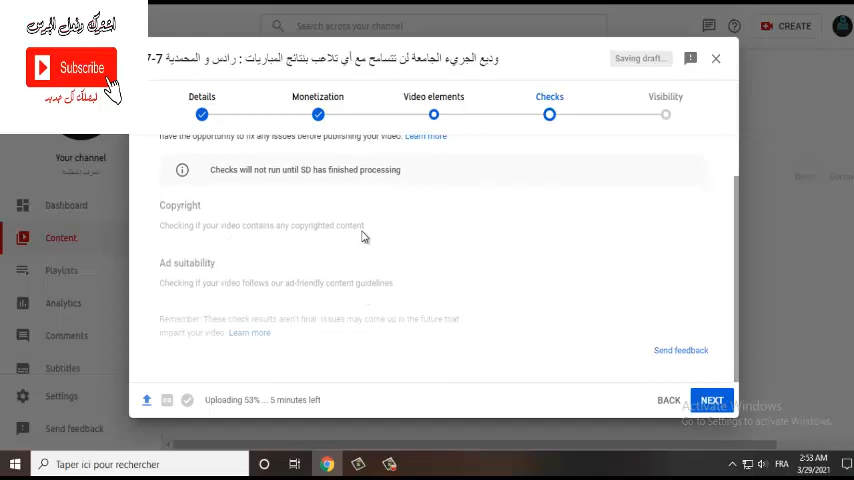 اشترك وفعل الجرس
Subscribe
ليصلك كل جديد
Search across your channel
CREATE
وديع الجريء الجامعة لن تتسامح مع أي تلاعب بنتائج المباريات : رادس و المحمدية 7-7
Saving draft...
Details
Monetization
Video elements
Checks
Visibility
have the opportunity to fix any issues before publishing your video. Learn more
Checks will not run until SD has finished processing
Copyright
Checking if your video contains any copyrighted content
Ad suitability
Checking if your video follows our ad-friendly content guidelines
Remember: These check results aren't final. Issues may come up in the future that
impact your video. Learn more
Send feedback
Uploading 53% ... 5 minutes left
BACK
NEXT
Your channel
Dashboard
Content
Playlists
Analytics
Comments
Subtitles
Settings
Send feedback
Activate Windows
Go to Settings to activate Windows.
Taper ici pour rechercher
FRA
2:53 AM
3/29/2021